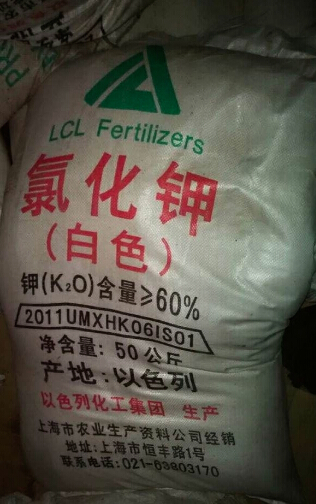 LCL Fertilizers
氯化钾
(白色)
钾(K₂O)含量≥60%
2011UMXHK06IS01
净含量: 50公斤
产地:以色列
以色列化工集团 生产
上海市农业生产资料公司经销
地址:上海市恒丰路1号
联系电话:021-63803170